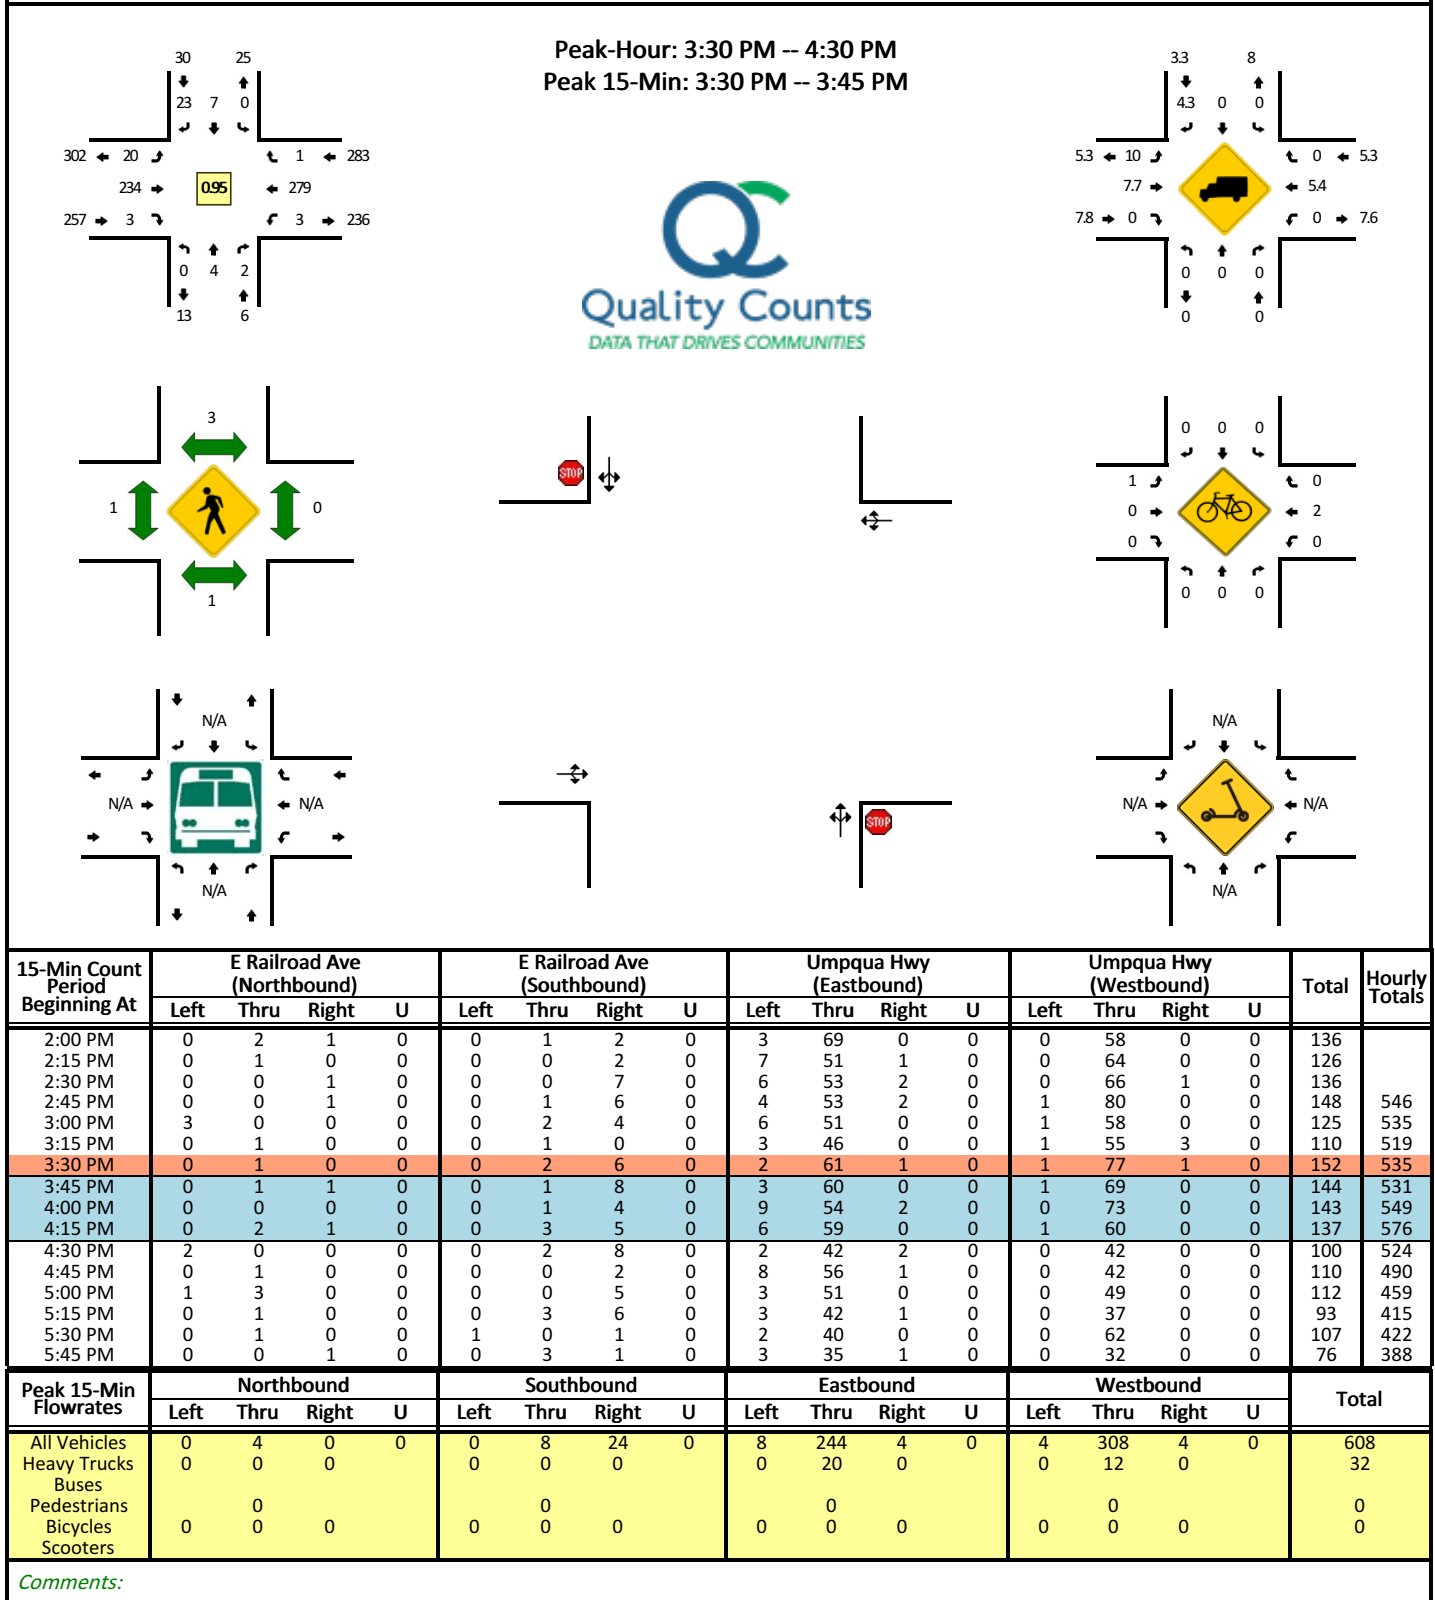 Peak-Hour: 3:30 PM -- 4:30 PM
Peak 15-Min: 3:30 PM -- 3:45 PM
30 25
23 7 0
302 20 1 283
234 0.95 279
257 3 3 236
0 4 2
13 6
3.3 8
4.3 0 0
5.3 10 0 5.3
7.7 5.4
7.8 0 0 7.6
0 0 0
0 0
QC
Quality Counts
DATA THAT DRIVES COMMUNITIES
3
1 0
1
STOP
0 0 0
1 0
0 2
0 0
0 0 0
N/A
N/A N/A
N/A
STOP
N/A
N/A N/A
N/A
15-Min Count Period Beginning At E Railroad Ave (Northbound) E Railroad Ave (Southbound) Umpqua Hwy (Eastbound) Umpqua Hwy (Westbound) Total Hourly Totals
Left Thru Right U Left Thru Right U Left Thru Right U Left Thru Right U
2:00 PM 0 2 1 0 0 1 2 0 3 69 0 0 0 58 0 0 136
2:15 PM 0 1 0 0 0 0 2 0 7 51 1 0 0 64 0 0 126
2:30 PM 0 0 1 0 0 0 7 0 6 53 2 0 0 66 1 0 136
2:45 PM 0 0 1 0 0 1 6 0 4 53 2 0 1 80 0 0 148 546
3:00 PM 3 0 0 0 0 2 4 0 6 51 0 0 1 58 0 0 125 535
3:15 PM 0 1 0 0 0 1 0 0 3 46 0 0 1 55 3 0 110 519
3:30 PM 0 1 0 0 0 2 6 0 2 61 1 0 1 77 1 0 152 535
3:45 PM 0 1 1 0 0 1 8 0 3 60 0 0 1 69 0 0 144 531
4:00 PM 0 0 0 0 0 1 4 0 9 54 2 0 0 73 0 0 143 549
4:15 PM 0 2 1 0 0 3 5 0 6 59 0 0 1 60 0 0 137 576
4:30 PM 2 0 0 0 0 2 8 0 2 42 2 0 0 42 0 0 100 524
4:45 PM 0 1 0 0 0 0 2 0 8 56 1 0 0 42 0 0 110 490
5:00 PM 1 3 0 0 0 0 5 0 3 51 0 0 0 49 0 0 112 459
5:15 PM 0 1 0 0 0 3 6 0 3 42 1 0 0 37 0 0 93 415
5:30 PM 0 1 0 0 1 0 1 0 2 40 0 0 0 62 0 0 107 422
5:45 PM 0 0 1 0 0 3 1 0 3 35 1 0 0 32 0 0 76 388
Peak 15-Min Flowrates Northbound Southbound Eastbound Westbound Total
Left Thru Right U Left Thru Right U Left Thru Right U Left Thru Right U
All Vehicles 0 4 0 0 0 8 24 0 8 244 4 0 4 308 4 0 608
Heavy Trucks 0 0 0 0 0 0 0 20 0 0 12 0 32
Buses
Pedestrians 0 0 0 0 0
Bicycles 0 0 0 0 0 0 0 0 0 0 0 0 0
Scooters
Comments: